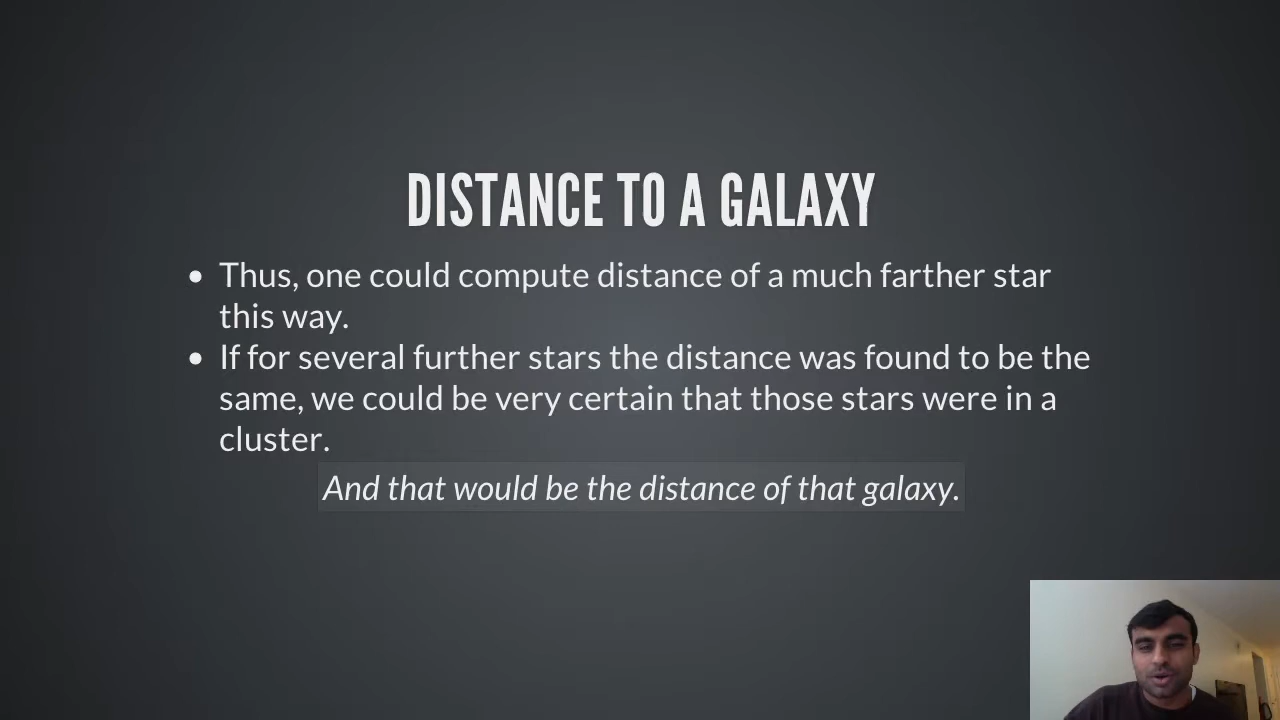 DISTANCE TO A GALAXY
Thus, one could compute distance of a much farther star
this way.
If for several further stars the distance was found to be the
same, we could be very certain that those stars were in a
cluster.
And that would be the distance of that galaxy.